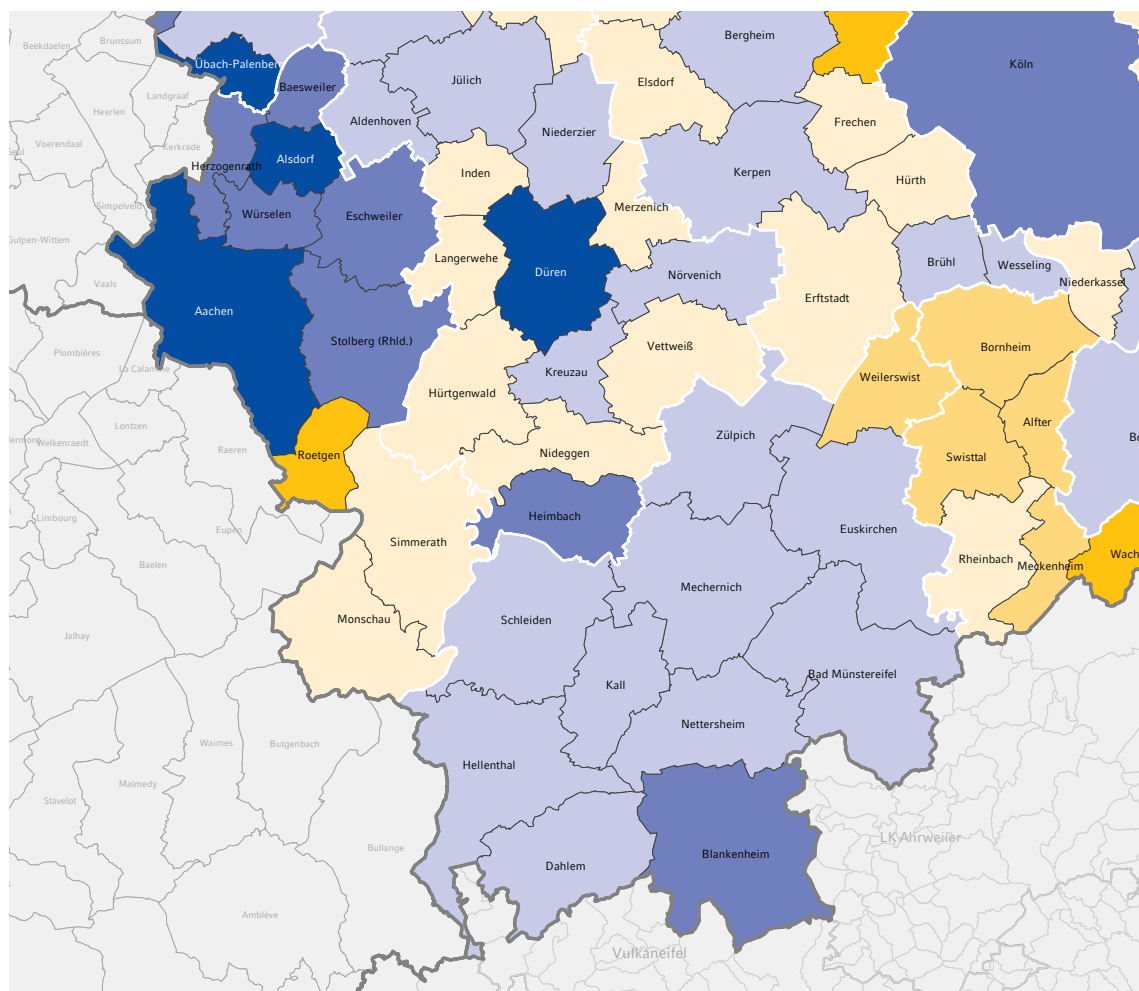 Bergheim
Brunssum
Beekdaelen
Köln
Übach-Palenber
Jülich
Elsdorf
Baesweiler
Landgraaf
Heerlen
Aldenhoven
Frechen
Niederzier
Voerendaal
Kerkrade
Alsdorf
Herzogenrath
Inden
Kerpen
Hürth
Simpelveld
Würselen
Eschweiler
Merzenich
Gulpen-Wittem
Langerwehe
Brühl
Wesseling
Düren
Nörvenich
Vaals
Niederkassel
Erftstadt
Aachen
Stolberg (Rhld.)
Vettweiß
Bornheim
Plombières
La Calamine
Kreuzau
Weilerswist
Hürtgenwald
Alfter
Lontzen
Zülpich
Welkenraedt
Raeren
Roetgen
Nideggen
Swisttal
Limbourg
Heimbach
Eupen
Euskirchen
Simmerath
Wach
Rheinbach
Meckenheim
Baelen
Mechernich
Monschau
Schleiden
Jalhay
Kall
Bad Münstereifel
Nettersheim
Waimes
Butgenbach
Hellenthal
Malmedy
Stavelot
LK Ahrweiler
Bullange
Blankenheim
Dahlem
Amblève
Vulkaneifel